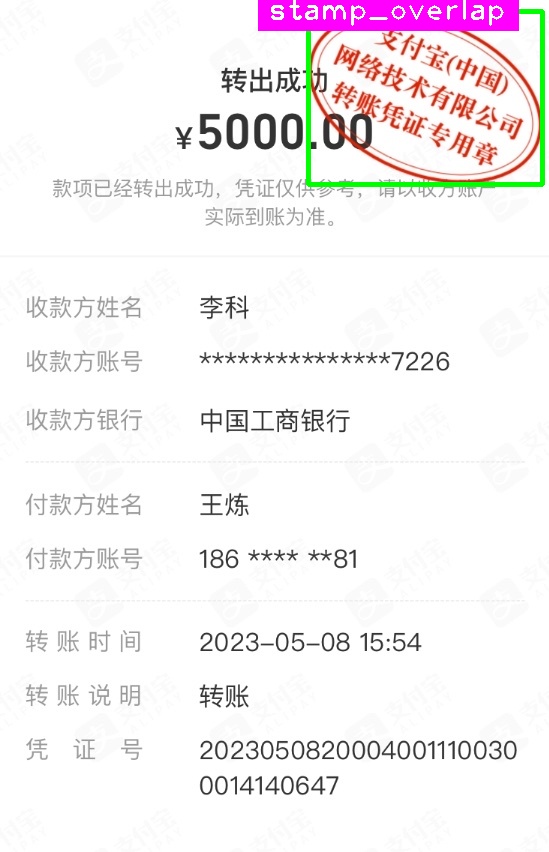 stamp_overlap
支付宝(中国)
网络技术有限公司
转账凭证专用章
转出成功
¥5000.00
款项已经转出成功，凭证仅供参考，请以收方账户
实际到账为准。
收款方姓名 李科
收款方账号 ***************7226
收款方银行 中国工商银行
付款方姓名 王炼
付款方账号 186 **** **81
转账时间 2023-05-08 15:54
转账说明 转账
凭证号 2023050820004001110030
0014140647